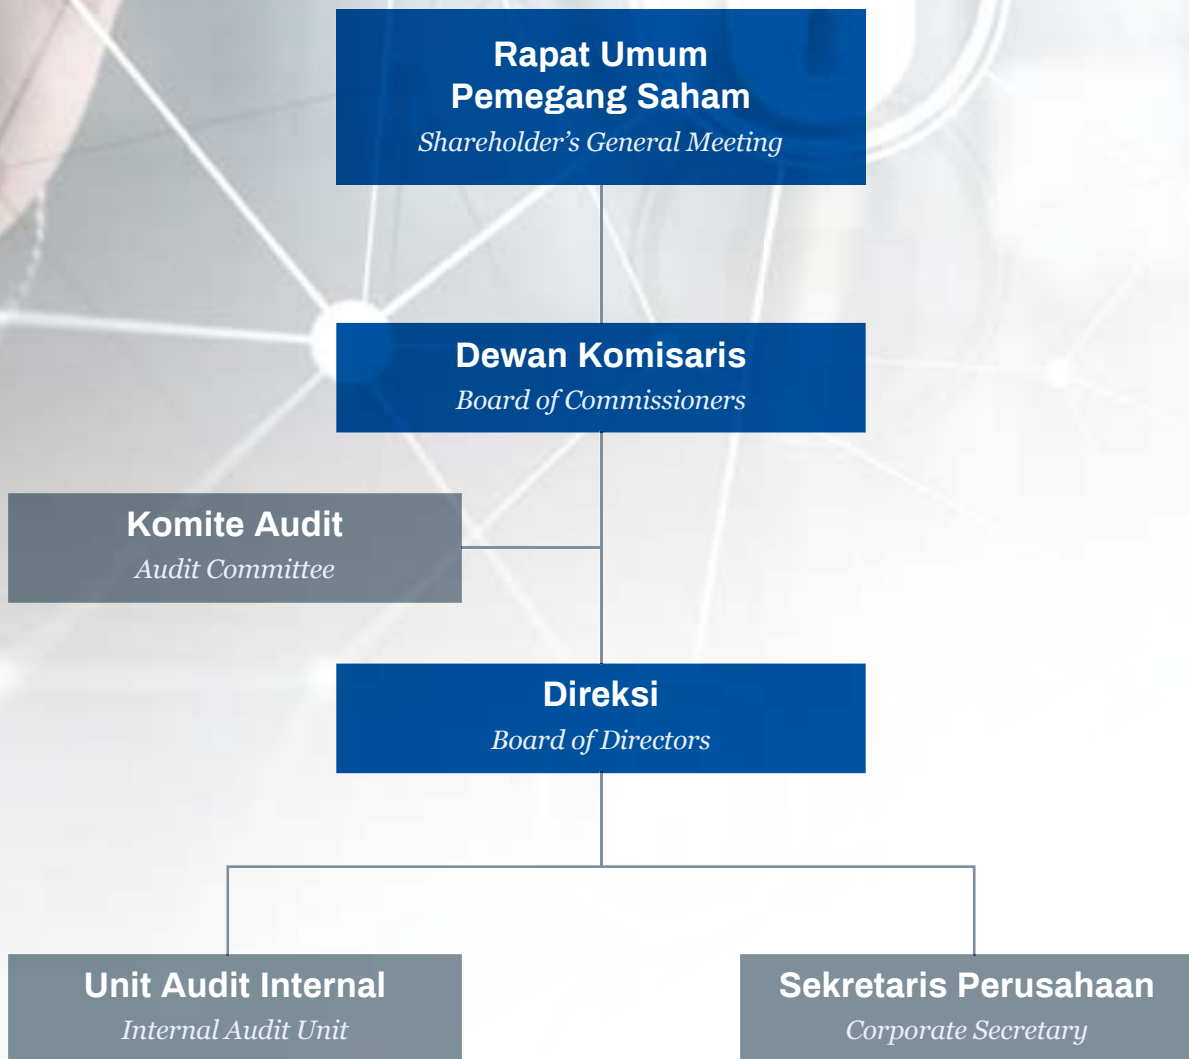 Rapat Umum
Pemegang Saham
Shareholder’s General Meeting
Dewan Komisaris
Board of Commissioners
Komite Audit
Audit Committee
Direksi
Board of Directors
Unit Audit Internal
Internal Audit Unit
Sekretaris Perusahaan
Corporate Secretary